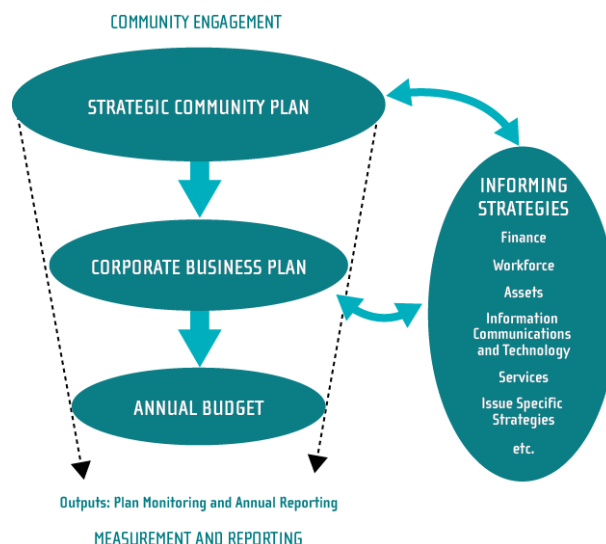 COMMUNITY ENGAGEMENT
STRATEGIC COMMUNITY PLAN
CORPORATE BUSINESS PLAN
ANNUAL BUDGET
INFORMING
STRATEGIES
Finance
Workforce
Assets
Information
Communications
and Technology
Services
Issue Specific
Strategies
etc.
Outputs: Plan Monitoring and Annual Reporting
MEASUREMENT AND REPORTING